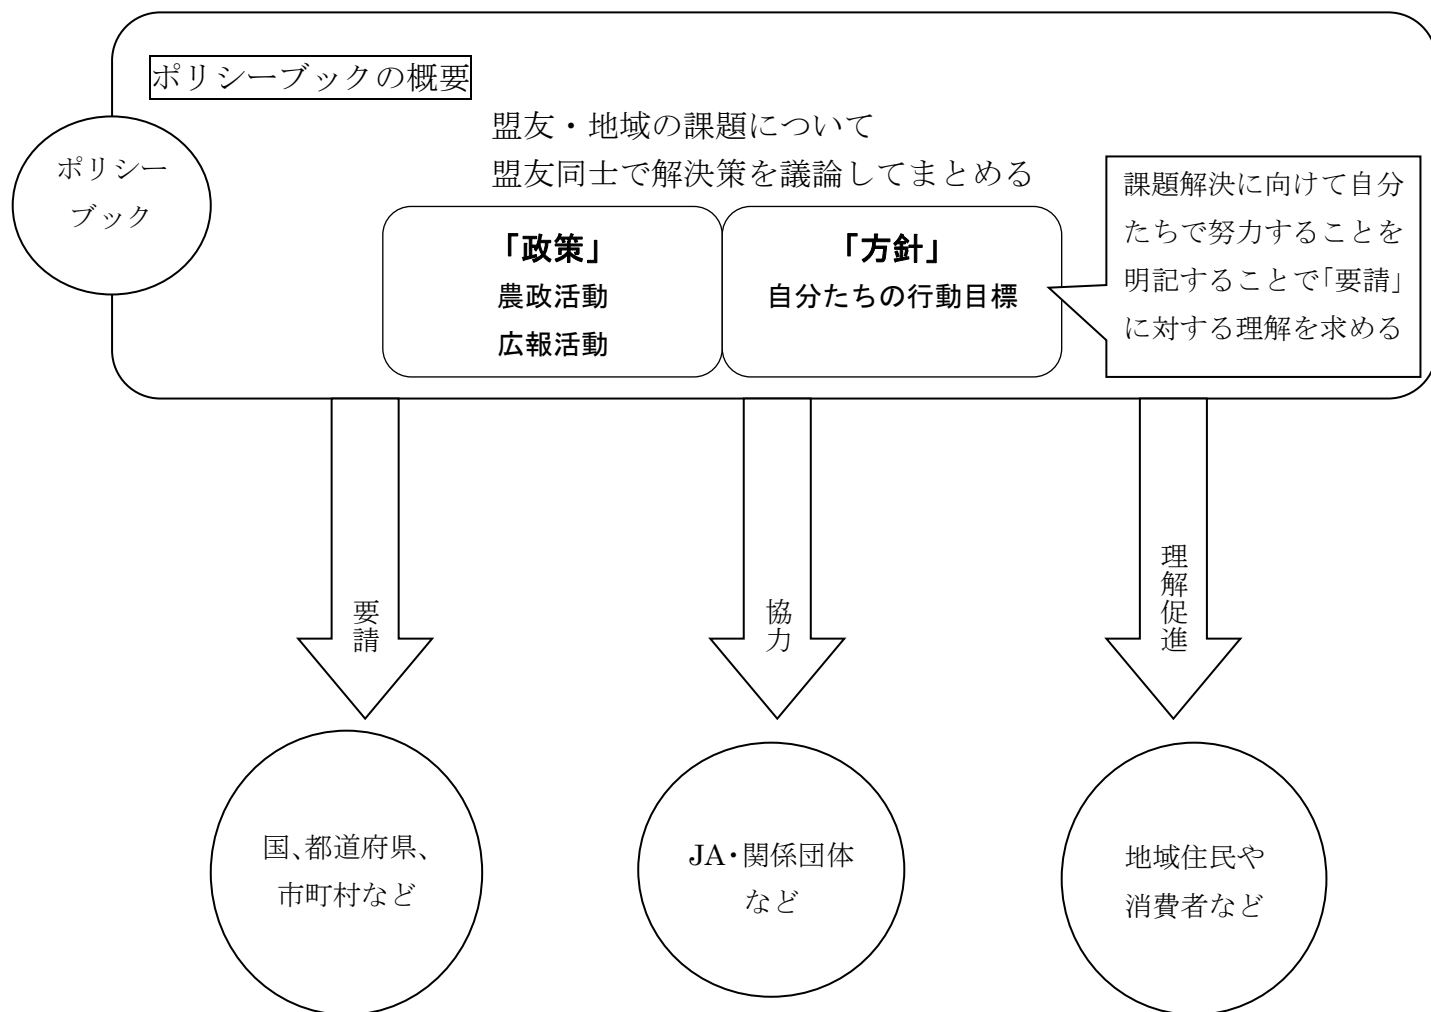 ポリシーブックの概要
ポリシー
ブック
盟友・地域の課題について
盟友同士で解決策を議論してまとめる
「政策」
農政活動
広報活動
「方針」
自分たちの行動目標
課題解決に向けて自分
たちで努力することを
明記することで「要請」
に対する理解を求める
要請
協力
理解促進
国、都道府県、
市町村など
JA・関係団体
など
地域住民や
消費者など